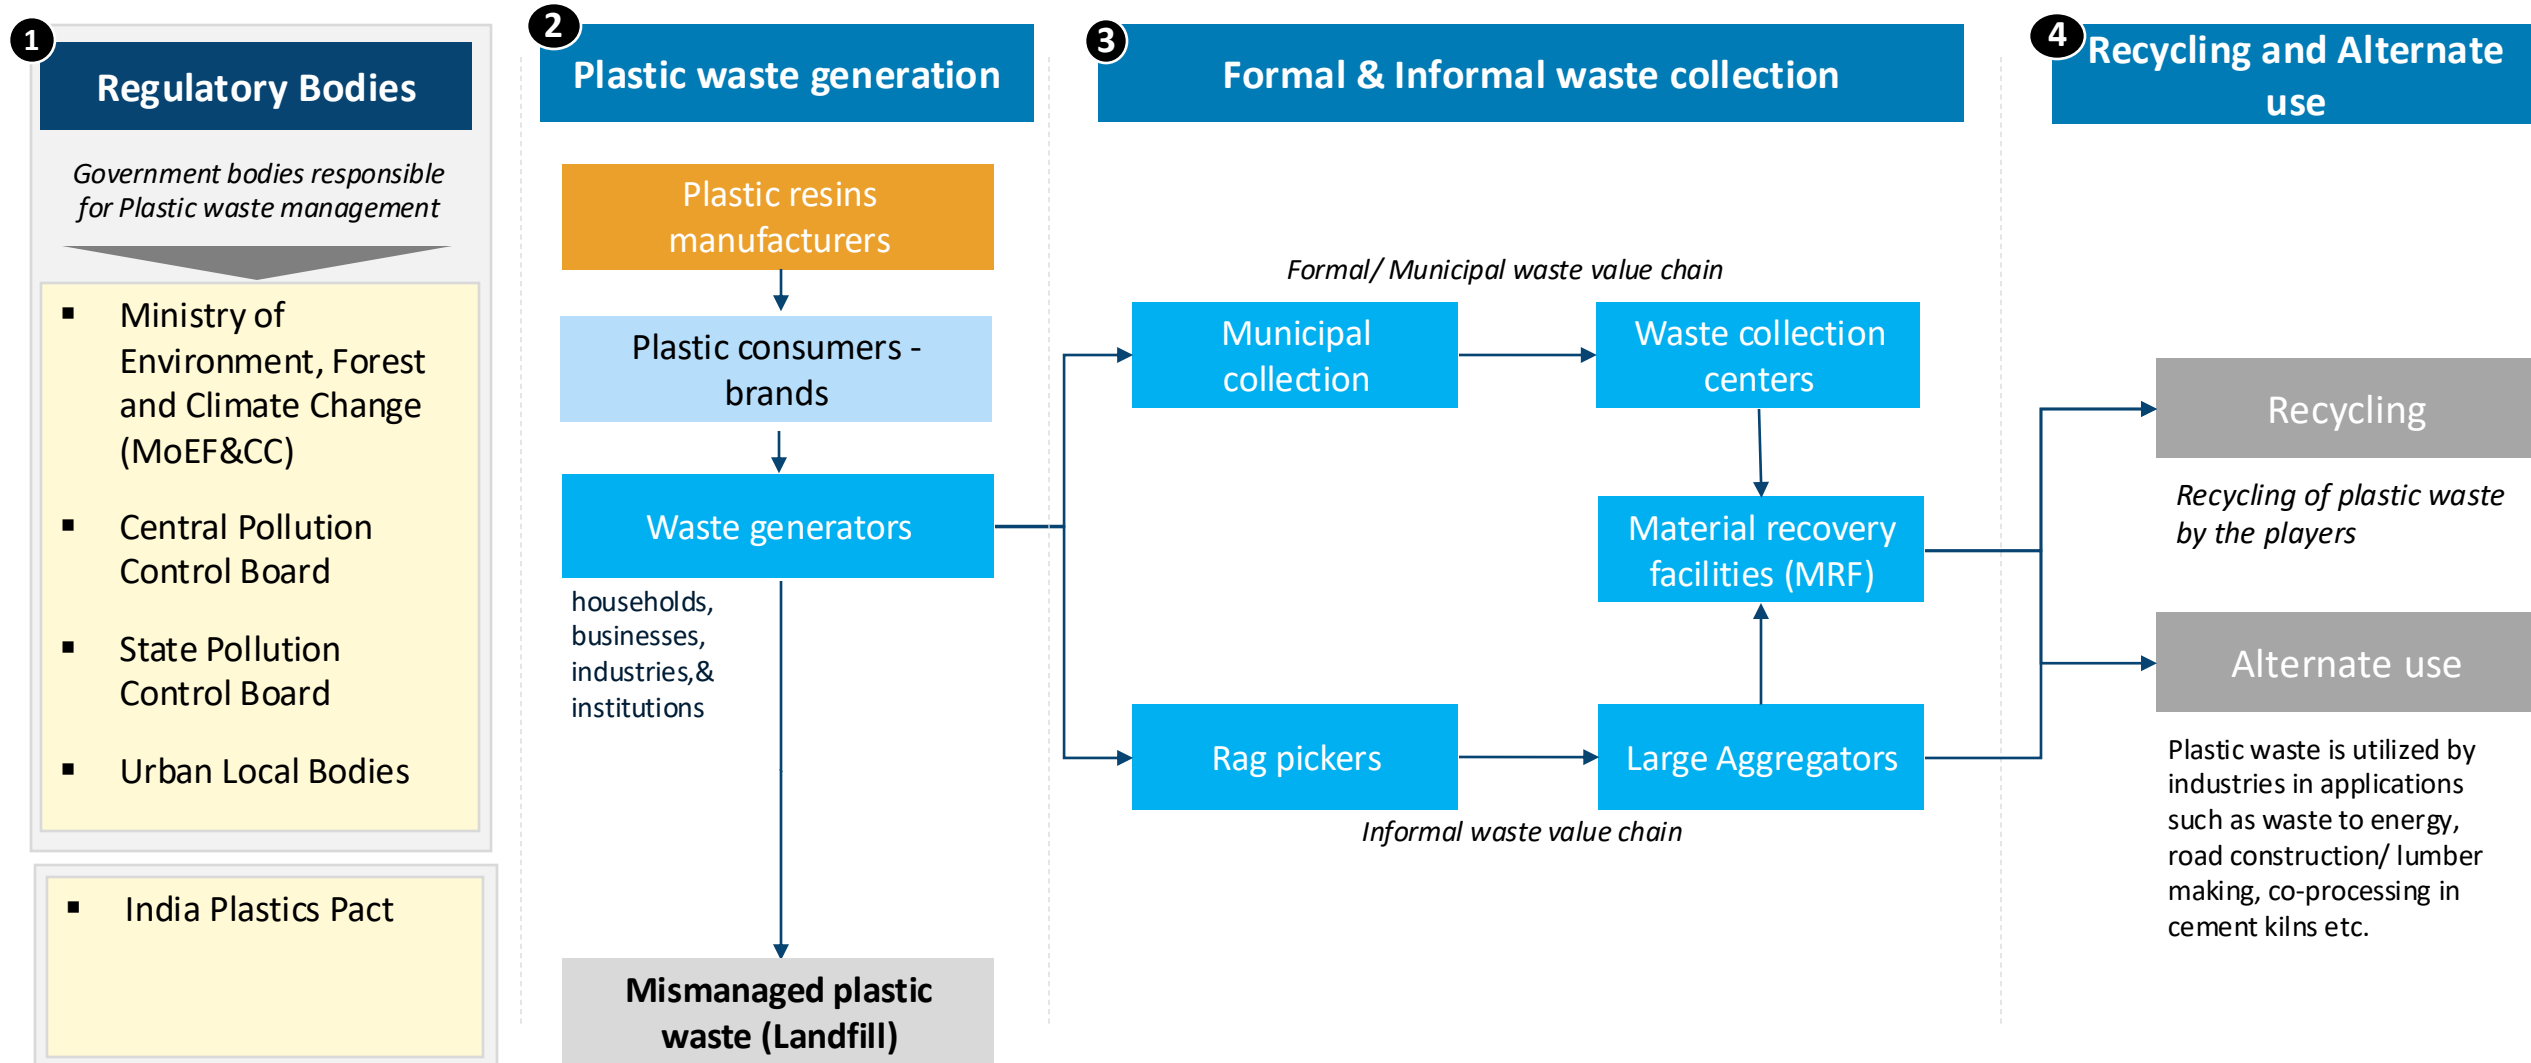 1
Regulatory Bodies
Government bodies responsible
for Plastic waste management
▪ Ministry of
Environment, Forest
and Climate Change
(MoEF&CC)
▪ Central Pollution
Control Board
▪ State Pollution
Control Board
▪ Urban Local Bodies
▪ India Plastics Pact
2
Plastic waste generation
Plastic resins
manufacturers
Plastic consumers -
brands
Waste generators
households,
businesses,
industries,&
institutions
Mismanaged plastic
waste (Landfill)
3
Formal & Informal waste collection
Formal/ Municipal waste value chain
Municipal
collection
Waste collection
centers
Material recovery
facilities (MRF)
Rag pickers
Large Aggregators
Informal waste value chain
4
Recycling and Alternate
use
Recycling
Recycling of plastic waste
by the players
Alternate use
Plastic waste is utilized by
industries in applications
such as waste to energy,
road construction/ lumber
making, co-processing in
cement kilns etc.